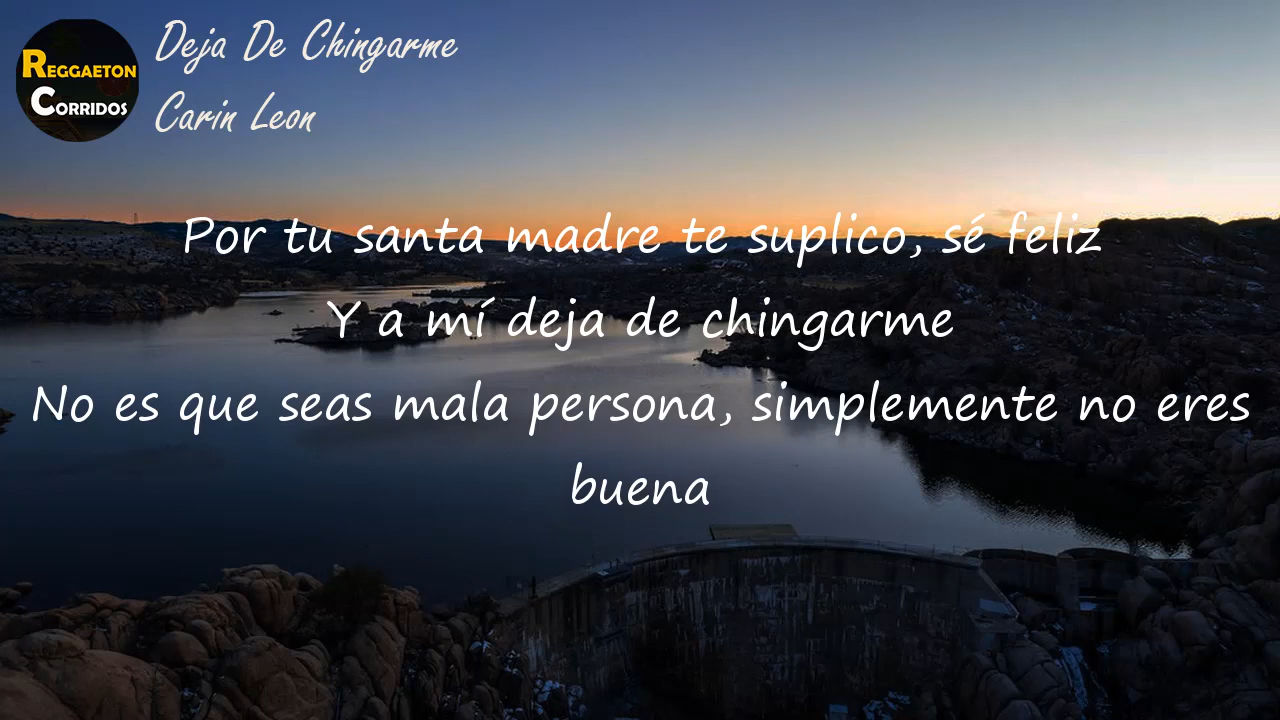 REGGAETON
CORRIDOS
Deja De Chingarme
Carin Leon
Por tu santa madre te suplico, sé feliz
Y a mí deja de chingarme
No es que seas mala persona, simplemente no eres
buena